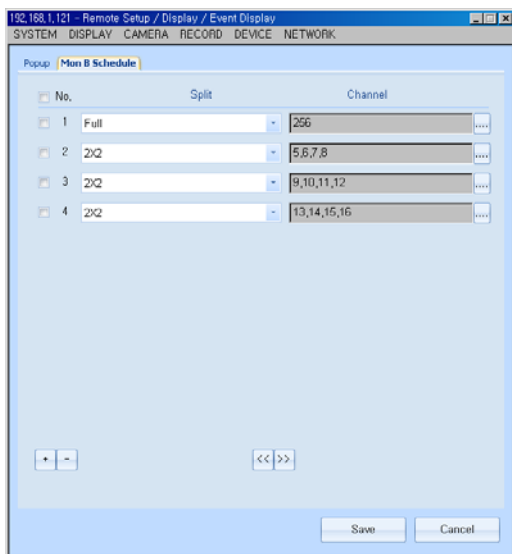 192,168,1,121 - Remote Setup / Display / Event Display
SYSTEM DISPLAY CAMERA RECORD DEVICE NETWORK
Popup Mon B Schedule
No. Split Channel
1 Full 256 ....
2 2X2 5,6,7,8 ....
3 2X2 9,10,11,12 ....
4 2X2 13,14,15,16 ....
+ - << >>
Save Cancel